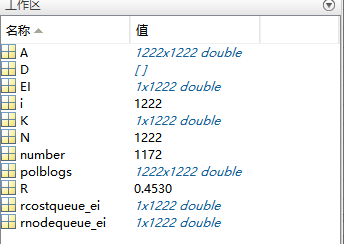 工作区
名称 值
A 1222x1222 double
D []
EI 1x1222 double
i 1222
K 1x1222 double
N 1222
number 1172
polblogs 1222x1222 double
R 0.4530
rcostqueue_ei 1x1222 double
rnodequeue_ei 1x1222 double